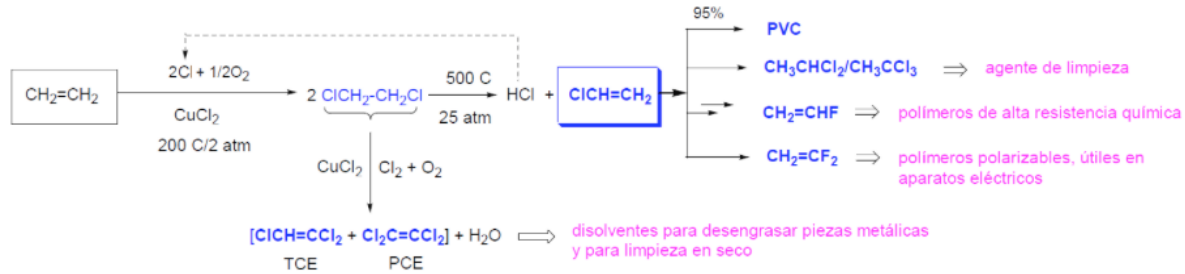 95%
PVC
2Cl + 1/2O₂
500 C
CH₃CHCl₂/CH₃CCl₃ ⇒ agente de limpieza
CH₂=CH₂
2 ClCH₂-CH₂Cl
HCl + ClCH=CH₂
CuCl₂
25 atm
CH₂=CHF ⇒ polímeros de alta resistencia química
200 C/2 atm
CH₂=CF₂ ⇒ polímeros polarizables, útiles en
aparatos eléctricos
CuCl₂ Cl₂ + O₂
[ClCH=CCl₂ + Cl₂C=CCl₂] + H₂O ⇒ disolventes para desengrasar piezas metálicas
y para limpieza en seco
TCE PCE